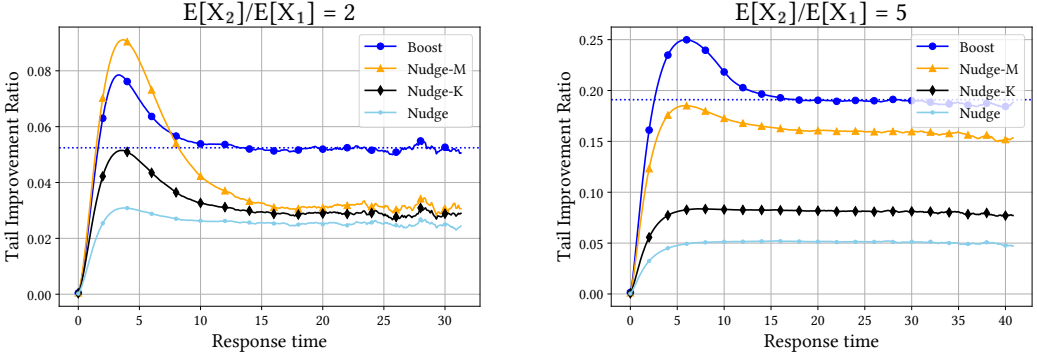 E[X₂]/E[X₁] = 2
Tail Improvement Ratio
0.08
0.06
0.04
0.02
0.00
Boost
Nudge-M
Nudge-K
Nudge
0 5 10 15 20 25 30
Response time
E[X₂]/E[X₁] = 5
Tail Improvement Ratio
0.25
0.20
0.15
0.10
0.05
0.00
Boost
Nudge-M
Nudge-K
Nudge
0 5 10 15 20 25 30 35 40
Response time